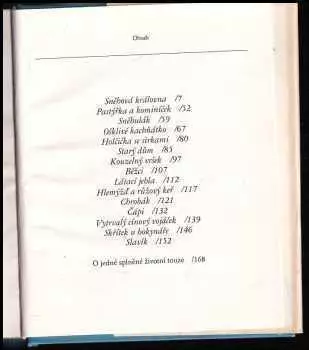 Obsah
Sněhová královna /7
Pastýřka a kominíček /52
Sněhulák /59
Ošklivé kachňátko /67
Holčička se sirkami /80
Starý dům /85
Kouzelný vršek /97
Běžci /107
Létací jehla /112
Hlemýžď a růžový keř /117
Chrobák /121
Čápi /132
Vytrvalý cínový vojáček /139
Skřítek u hokynáře /146
Slavík /152
O jedné splněné životní touze /168